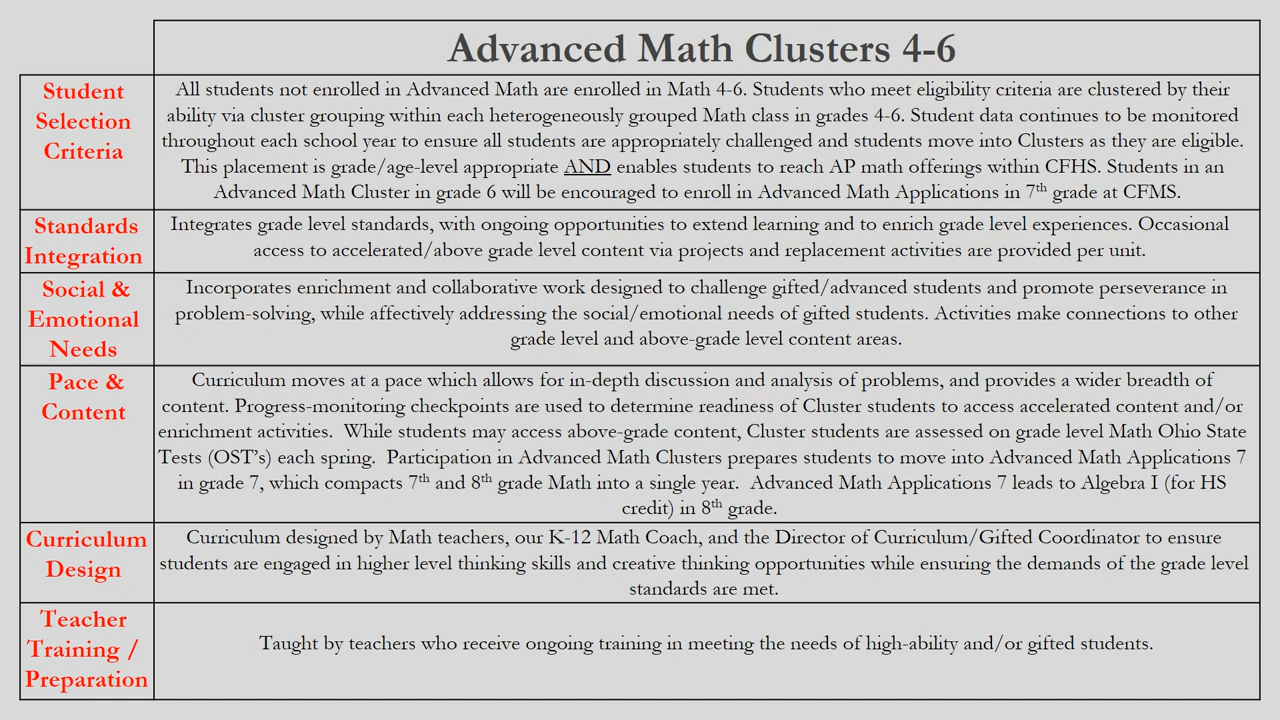 Advanced Math Clusters 4-6
Student
Selection
Criteria
All students not enrolled in Advanced Math are enrolled in Math 4-6. Students who meet eligibility criteria are clustered by their
ability via cluster grouping within each heterogeneously grouped Math class in grades 4-6. Student data continues to be monitored
throughout each school year to ensure all students are appropriately challenged and students move into Clusters as they are eligible.
This placement is grade/age-level appropriate AND enables students to reach AP math offerings within CFHS. Students in an
Advanced Math Cluster in grade 6 will be encouraged to enroll in Advanced Math Applications in 7th grade at CFMS.
Standards
Integration
Integrates grade level standards, with ongoing opportunities to extend learning and to enrich grade level experiences. Occasional
access to accelerated/above grade level content via projects and replacement activities are provided per unit.
Social &
Emotional
Needs
Incorporates enrichment and collaborative work designed to challenge gifted/advanced students and promote perseverance in
problem-solving, while affectively addressing the social/emotional needs of gifted students. Activities make connections to other
grade level and above-grade level content areas.
Pace &
Content
Curriculum moves at a pace which allows for in-depth discussion and analysis of problems, and provides a wider breadth of
content. Progress-monitoring checkpoints are used to determine readiness of Cluster students to access accelerated content and/or
enrichment activities. While students may access above-grade content, Cluster students are assessed on grade level Math Ohio State
Tests (OST's) each spring. Participation in Advanced Math Clusters prepares students to move into Advanced Math Applications 7
in grade 7, which compacts 7th and 8th grade Math into a single year. Advanced Math Applications 7 leads to Algebra I (for HS
credit) in 8th grade.
Curriculum
Design
Curriculum designed by Math teachers, our K-12 Math Coach, and the Director of Curriculum/Gifted Coordinator to ensure
students are engaged in higher level thinking skills and creative thinking opportunities while ensuring the demands of the grade level
standards are met.
Teacher
Training /
Preparation
Taught by teachers who receive ongoing training in meeting the needs of high-ability and/or gifted students.